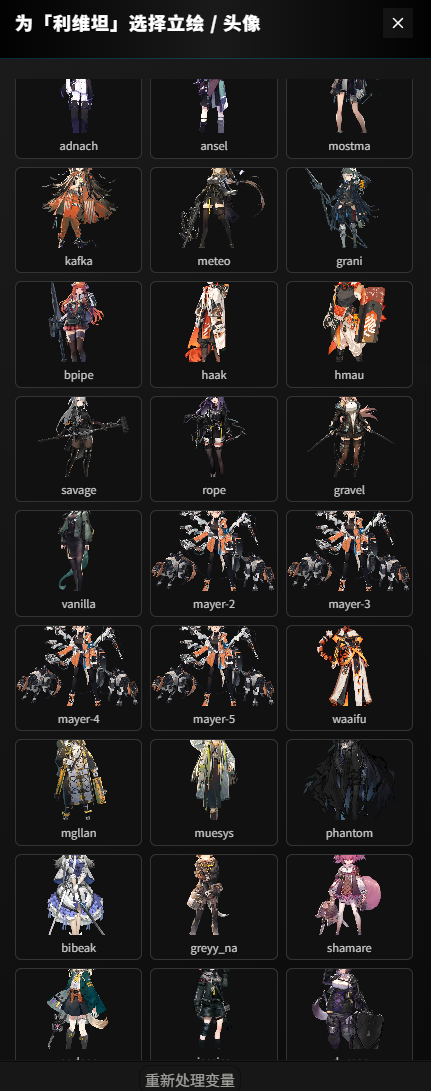 为「利维坦」选择立绘 / 头像
adnach
ansel
mostma
kafka
meteo
grani
bpipe
haak
hmau
savage
rope
gravel
vanilla
mayer-2
mayer-3
mayer-4
mayer-5
waaifu
mgllan
muesys
phantom
bibeak
greyy_na
shamare
重新处理变量